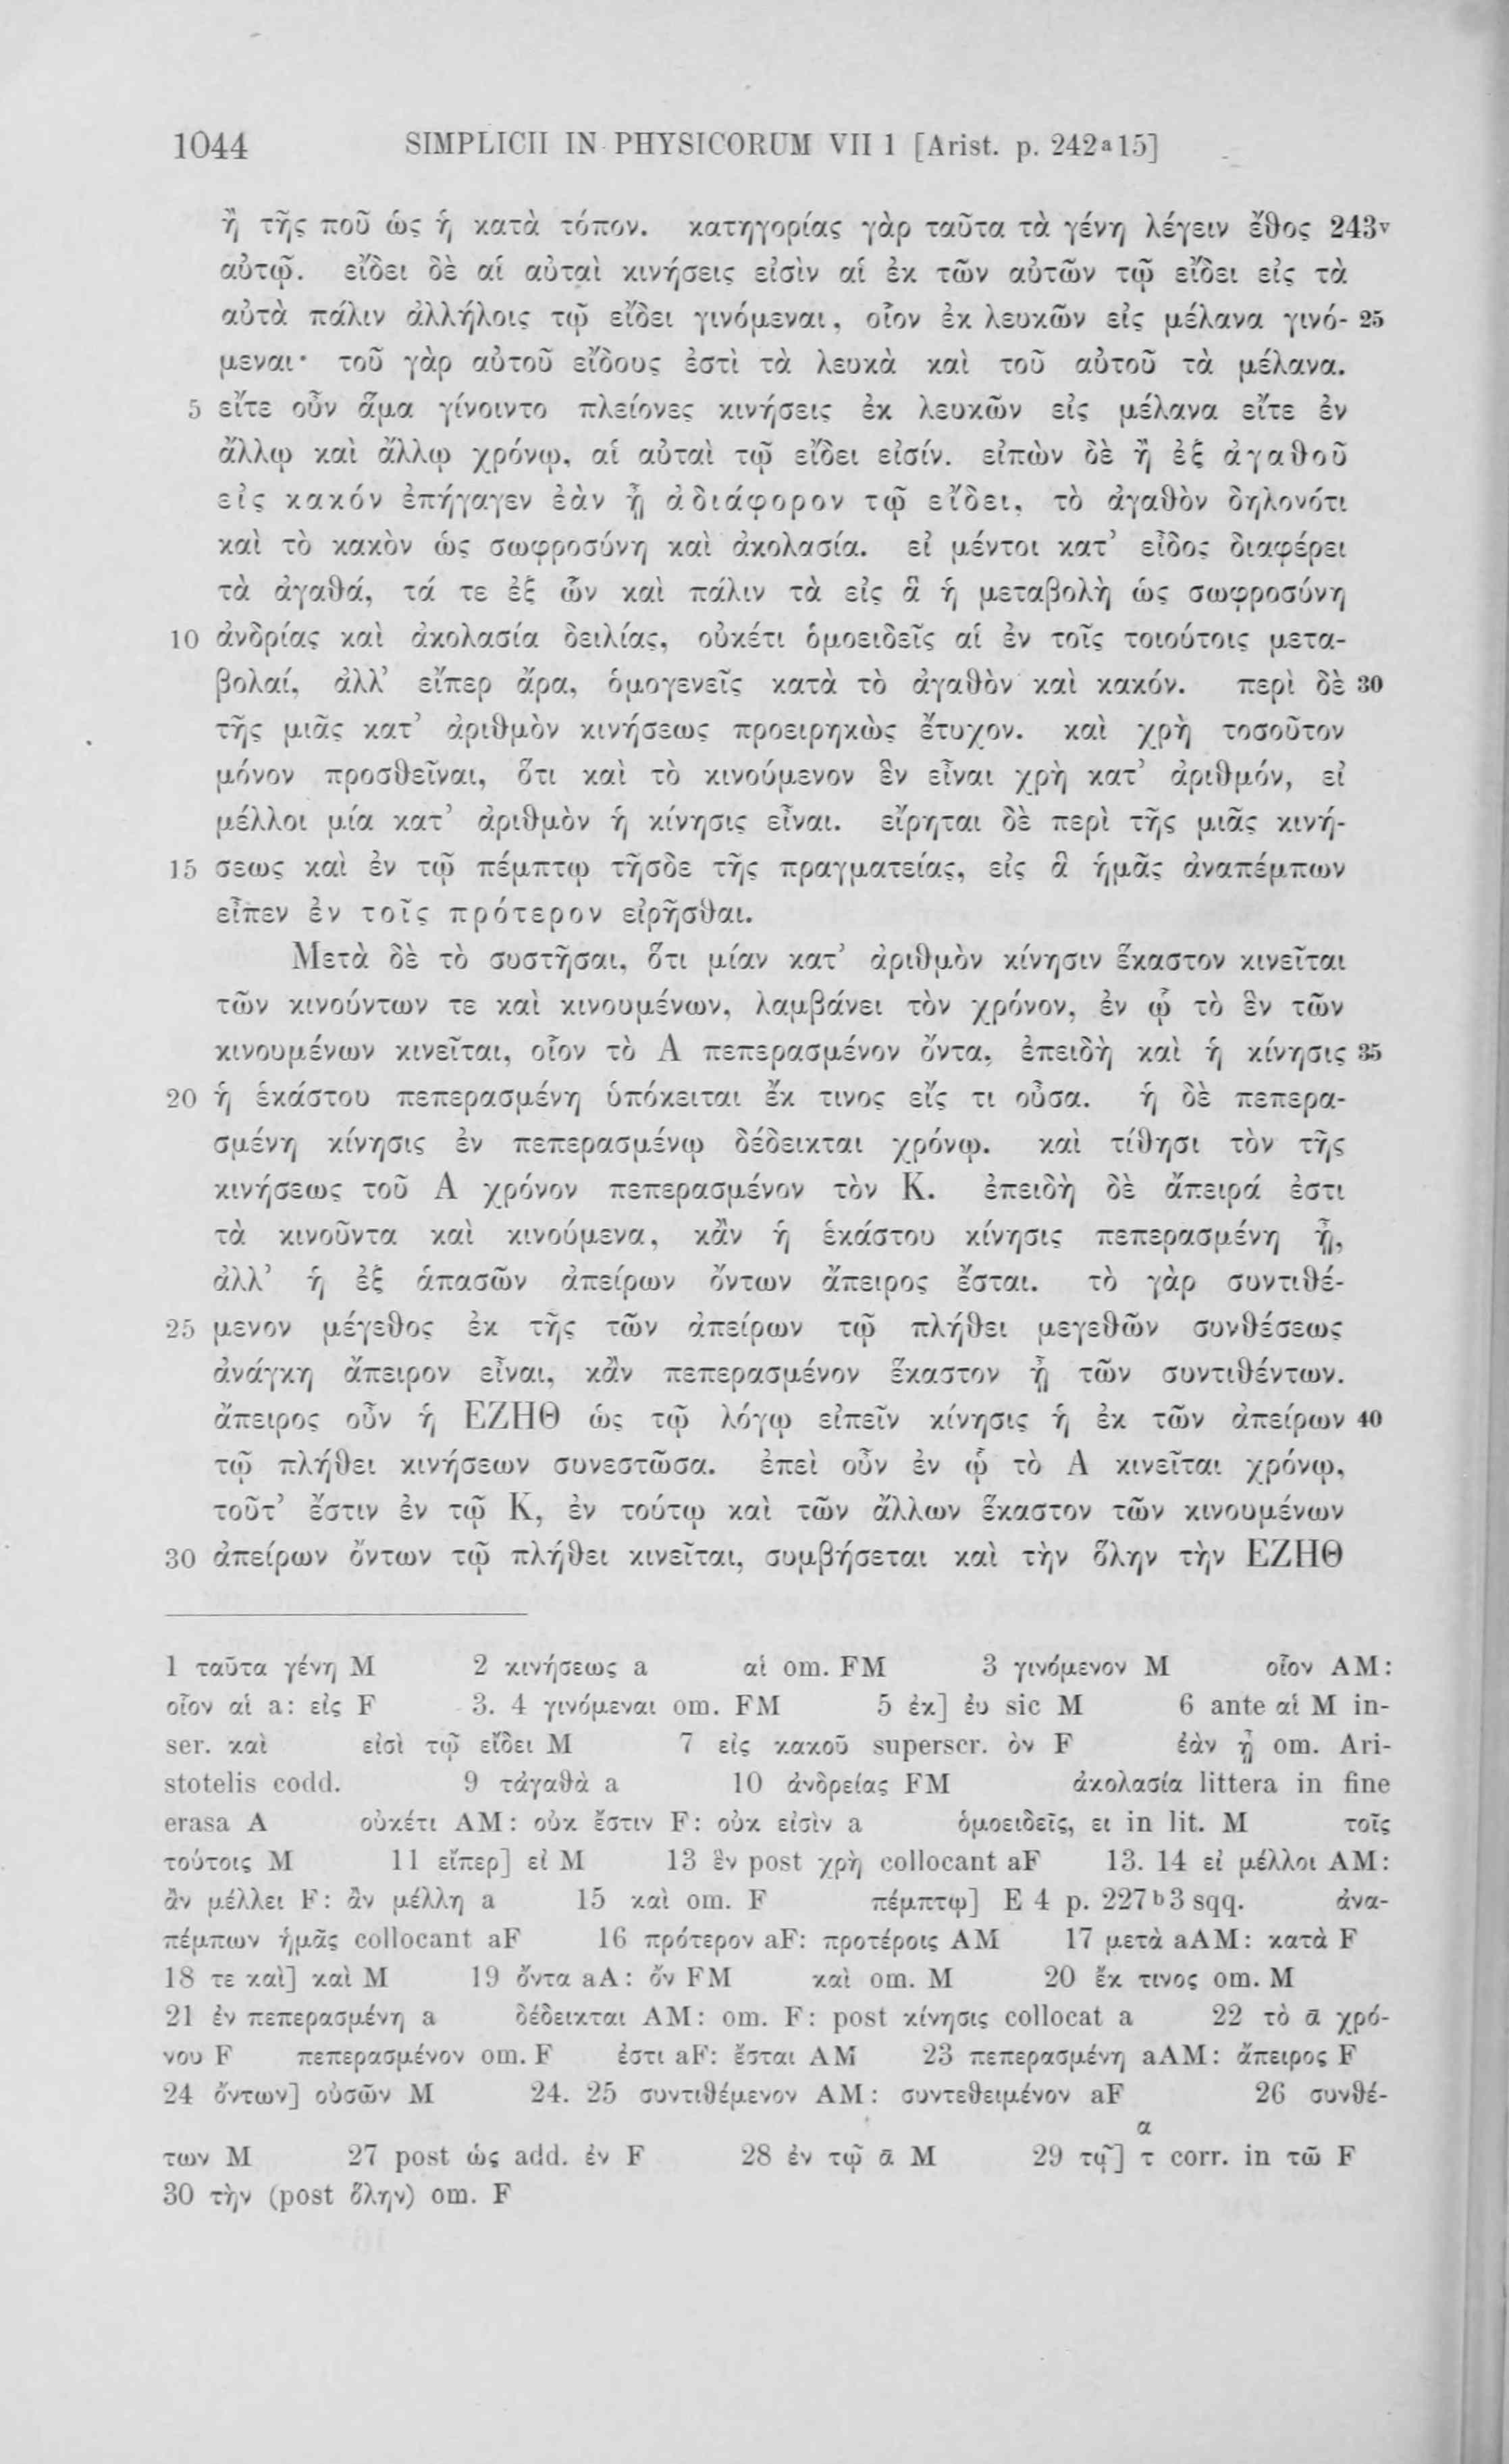 1044 SIMPLICII IN PHYSICORUM VII 1 [Arist. p. 242ᵃ15]
ἢ τῆς ποῦ ὡς ἡ κατὰ τόπον. κατηγορίας γὰρ ταῦτα τὰ γένη λέγειν ἔθος 243ᵛ
αὐτῷ. εἴδει δὲ αἱ αὐταὶ κινήσεις εἰσὶν αἱ ἐκ τῶν αὐτῶν τῷ εἴδει εἰς τὰ
αὐτὰ πάλιν ἀλλήλοις τῷ εἴδει γινόμεναι, οἷον ἐκ λευκῶν εἰς μέλανα γινό- 25
μεναι· τοῦ γὰρ αὐτοῦ εἴδους ἐστὶ τὰ λευκὰ καὶ τοῦ αὐτοῦ τὰ μέλανα.
5 εἴτε οὖν ἅμα γίνοιντο πλείονες κινήσεις ἐκ λευκῶν εἰς μέλανα εἴτε ἐν
ἄλλῳ καὶ ἄλλῳ χρόνῳ, αἱ αὐταὶ τῷ εἴδει εἰσίν. εἰπὼν δὲ ἢ ἐξ ἀγαθοῦ
εἰς κακόν ἐπήγαγεν ἐὰν ᾖ ἀδιάφορον τῷ εἴδει, τὸ ἀγαθὸν δηλονότι
καὶ τὸ κακὸν ὡς σωφροσύνη καὶ ἀκολασία. εἰ μέντοι κατ’ εἶδος διαφέρει
τὰ ἀγαθά, τά τε ἐξ ὧν καὶ πάλιν τὰ εἰς ἃ ἡ μεταβολὴ ὡς σωφροσύνη
10 ἀνδρίας καὶ ἀκολασία δειλίας, οὐκέτι ὁμοειδεῖς αἱ ἐν τοῖς τοιούτοις μετα-
βολαί, ἀλλ’ εἴπερ ἄρα, ὁμογενεῖς κατὰ τὸ ἀγαθὸν καὶ κακόν. περὶ δὲ 30
τῆς μιᾶς κατ’ ἀριθμὸν κινήσεως προειρηκὼς ἔτυχον. καὶ χρὴ τοσοῦτον
μόνον προσθεῖναι, ὅτι καὶ τὸ κινούμενον ἓν εἶναι χρὴ κατ’ ἀριθμόν, εἰ
μέλλοι μία κατ’ ἀριθμὸν ἡ κίνησις εἶναι. εἴρηται δὲ περὶ τῆς μιᾶς κινή-
15 σεως καὶ ἐν τῷ πέμπτῳ τῆσδε τῆς πραγματείας, εἰς ἃ ἡμᾶς ἀναπέμπων
εἶπεν ἐν τοῖς πρότερον εἰρῆσθαι.
Μετὰ δὲ τὸ συστῆσαι, ὅτι μίαν κατ’ ἀριθμὸν κίνησιν ἕκαστον κινεῖται
τῶν κινούντων τε καὶ κινουμένων, λαμβάνει τὸν χρόνον, ἐν ᾧ τὸ ἓν τῶν
κινουμένων κινεῖται, οἷον τὸ Α πεπερασμένον ὄντα, ἐπειδὴ καὶ ἡ κίνησις 35
20 ἡ ἑκάστου πεπερασμένη ὑπόκειται ἔκ τινος εἴς τι οὖσα. ἡ δὲ πεπερα-
σμένη κίνησις ἐν πεπερασμένῳ δέδεικται χρόνῳ. καὶ τίθησι τὸν τῆς
κινήσεως τοῦ Α χρόνον πεπερασμένον τὸν Κ. ἐπειδὴ δὲ ἄπειρά ἐστι
τὰ κινοῦντα καὶ κινούμενα, κἂν ἡ ἑκάστου κίνησις πεπερασμένη ᾖ,
ἀλλ’ ἡ ἐξ ἁπασῶν ἀπείρων ὄντων ἄπειρος ἔσται. τὸ γὰρ συντιθέ-
25 μενον μέγεθος ἐκ τῆς τῶν ἀπείρων τῷ πλήθει μεγεθῶν συνθέσεως
ἀνάγκη ἄπειρον εἶναι, κἂν πεπερασμένον ἕκαστον ᾖ τῶν συντιθέντων.
ἄπειρος οὖν ἡ ΕΖΗΘ ὡς τῷ λόγῳ εἰπεῖν κίνησις ἡ ἐκ τῶν ἀπείρων 40
τῷ πλήθει κινήσεων συνεστῶσα. ἐπεὶ οὖν ἐν ᾧ τὸ Α κινεῖται χρόνῳ,
τοῦτ’ ἔστιν ἐν τῷ Κ, ἐν τούτῳ καὶ τῶν ἄλλων ἕκαστον τῶν κινουμένων
30 ἀπείρων ὄντων τῷ πλήθει κινεῖται, συμβήσεται καὶ τὴν ὅλην τὴν ΕΖΗΘ
1 ταῦτα γένη M 2 κινήσεως a αἱ om. FM 3 γινόμενον M οἷον AM:
οἷον αἱ a: εἰς F 3. 4 γινόμεναι om. FM 5 ἐκ] ἐυ sic M 6 ante αἱ M in-
ser. καὶ εἰσὶ τῷ εἴδει M 7 εἰς κακοῦ superscr. ὸν F ἐὰν ᾖ om. Ari-
stotelis codd. 9 τἀγαθὰ a 10 ἀνδρείας FM ἀκολασία littera in fine
erasa A οὐκέτι AM: οὐκ ἔστιν F: οὐκ εἰσὶν a ὁμοειδεῖς, ει in lit. M τοῖς
τούτοις M 11 εἴπερ] εἰ M 13 ἓν post χρὴ collocant aF 13. 14 εἰ μέλλοι AM:
ἂν μέλλει F: ἂν μέλλη a 15 καὶ om. F πέμπτῳ] E 4 p. 227ᵇ3 sqq. ἀνα-
πέμπων ἡμᾶς collocant aF 16 πρότερον aF: προτέροις AM 17 μετὰ aAM: κατὰ F
18 τε καὶ] καὶ M 19 ὄντα aA: ὄν FM καὶ om. M 20 ἔκ τινος om. M
21 ἐν πεπερασμένη a δέδεικται AM: om. F: post κίνησις collocat a 22 τὸ ᾱ χρό-
νου F πεπερασμένον om. F ἐστι aF: ἔσται AM 23 πεπερασμένη aAM: ἄπειρος F
24 ὄντων] οὐσῶν M 24. 25 συντιθέμενον AM: συντεθειμένον aF 26 συνθέ-
των M 27 post ὡς add. ἐν F 28 ἐν τῷ ᾱ M 29 τῷ] τ corr. in τῶ F
30 τὴν (post ὅλην) om. F